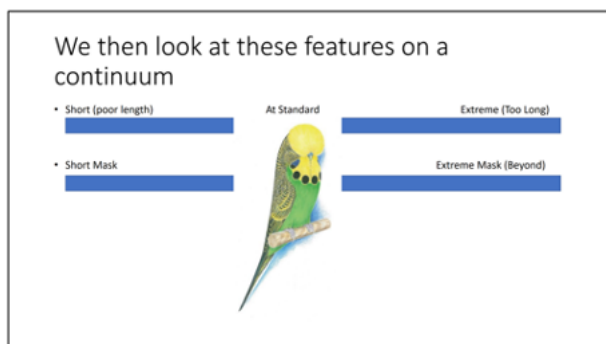 We then look at these features on a
continuum
• Short (poor length) At Standard Extreme (Too Long)
• Short Mask Extreme Mask (Beyond)